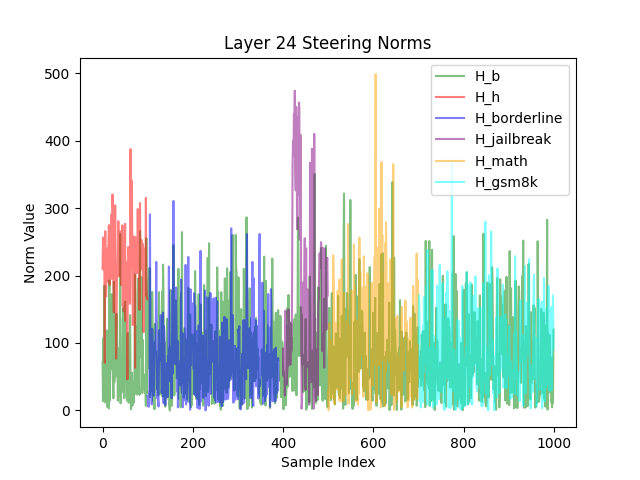 Layer 24 Steering Norms
500
400
300
200
100
0
Norm Value
H_b
H_h
H_borderline
H_jailbreak
H_math
H_gsm8k
0 200 400 600 800 1000
Sample Index